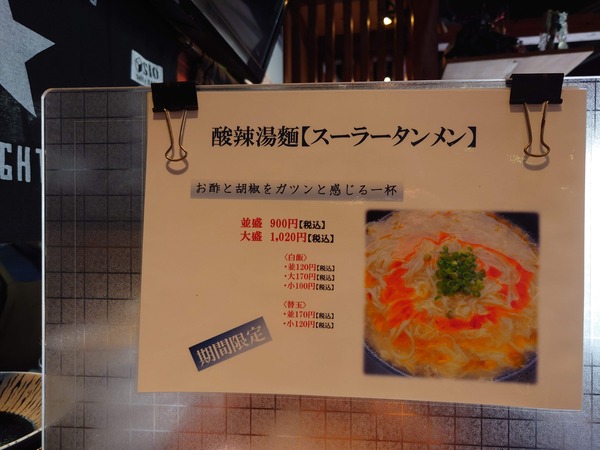 SIO
GHT
酸辣湯麵【スーラータンメン】
お酢と胡椒をガツンと感じる一杯
並盛 900円【税込】
大盛 1,020円【税込】
〈白飯〉
・並120円【税込】
・大170円【税込】
・小100円【税込】
〈替玉〉
・並170円【税込】
・小120円【税込】
期間限定